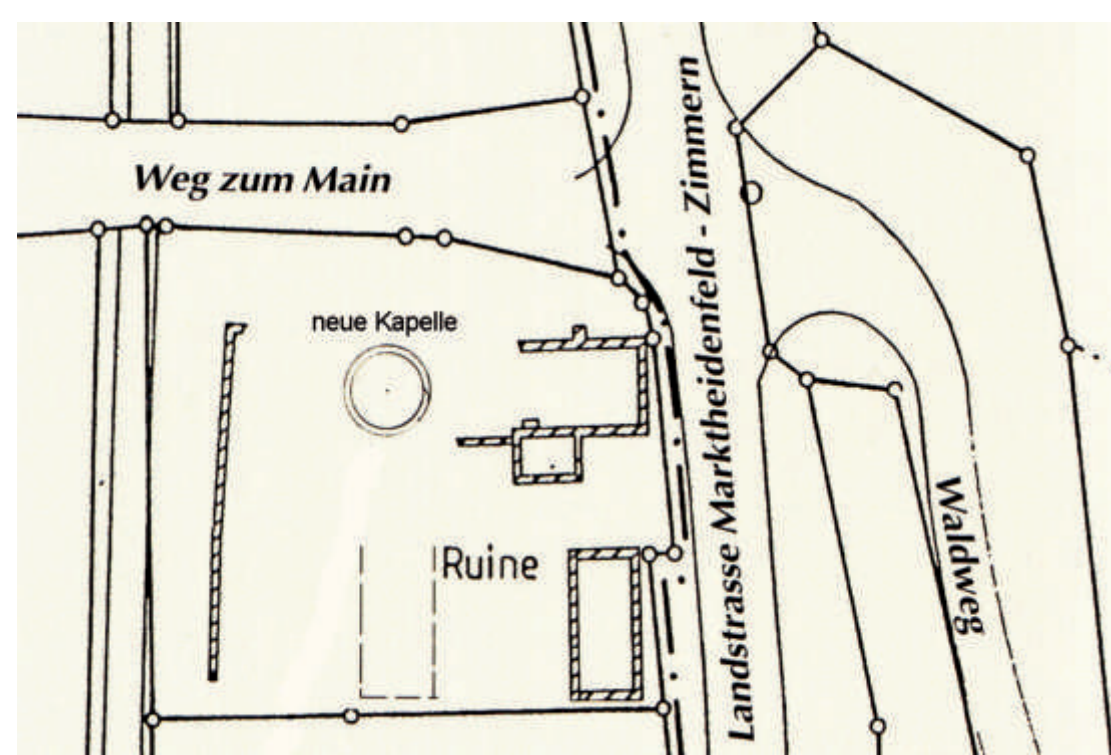 Weg zum Main
neue Kapelle
Ruine
Landstrasse Marktheidenfeld - Zimmern
Waldweg